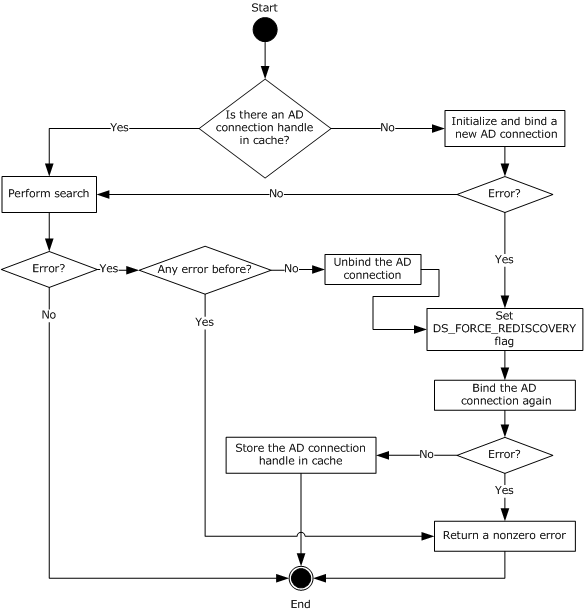 Start
Is there an AD
connection handle
in cache?
Yes
No
Initialize and bind a
new AD connection
Perform search
No
Error?
Yes
Error?
Yes
Any error before?
No
Unbind the AD
connection
No
Yes
Set
DS_FORCE_REDISCOVERY
flag
Bind the AD
connection again
Store the AD connection
handle in cache
No
Error?
Yes
Return a nonzero error
End